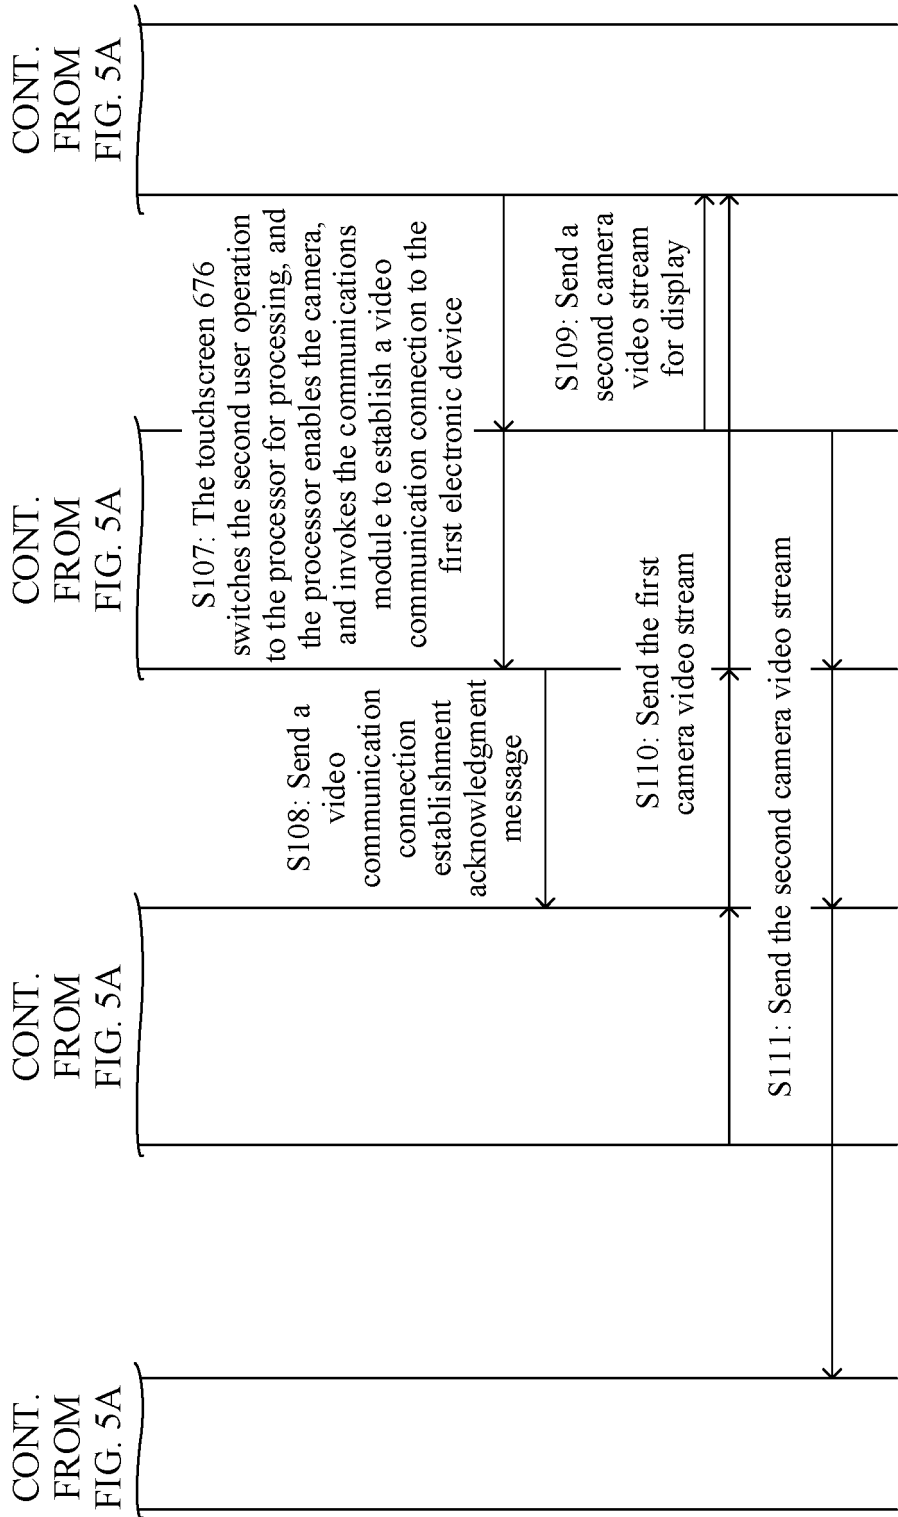 CONT.
FROM
FIG. 5A
CONT.
FROM
FIG. 5A
CONT.
FROM
FIG. 5A
CONT.
FROM
FIG. 5A
S107: The touchscreen 676
switches the second user operation
to the processor for processing, and
the processor enables the camera,
and invokes the communications
module to establish a video
communication connection to the
first electronic device
S108: Send a
video
communication
connection
establishment
acknowledgment
message
S109: Send a
second camera
video stream
for display
S110: Send the first
camera video stream
S111: Send the second camera video stream